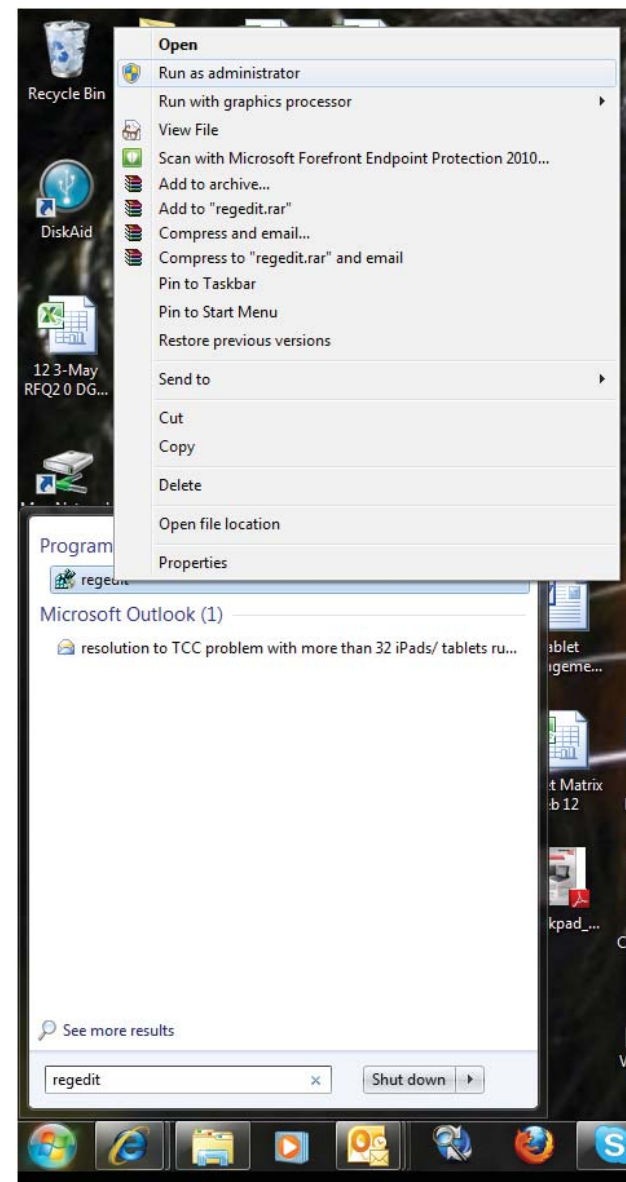 Recycle Bin
DiskAid
12 3-May
RFQ2 0 DG...
Open
Run as administrator
Run with graphics processor
View File
Scan with Microsoft Forefront Endpoint Protection 2010...
Add to archive...
Add to "regedit.rar"
Compress and email...
Compress to "regedit.rar" and email
Pin to Taskbar
Pin to Start Menu
Restore previous versions
Send to
Cut
Copy
Delete
Open file location
Properties
Program
regedit
Microsoft Outlook (1)
resolution to TCC problem with more than 32 iPads/ tablets ru...
ablet
igeme...
et Matrix
eb 12
kpad_...
See more results
regedit
Shut down